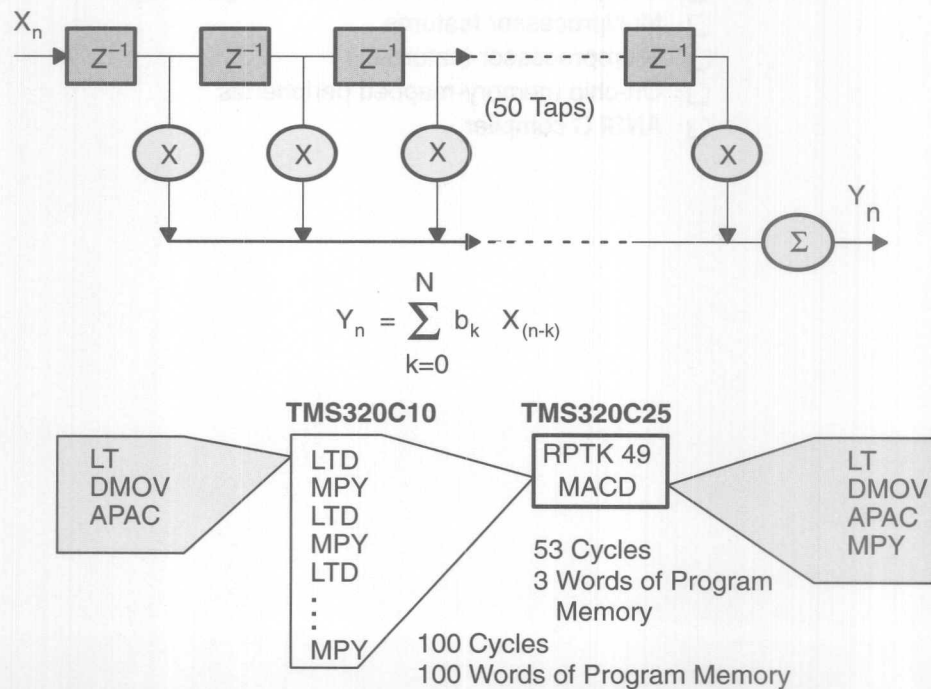 Xn
Z⁻¹ Z⁻¹ Z⁻¹ Z⁻¹
(50 Taps)
X X X X
Yn
Σ
Yn = N Σ k=0 bk X(n-k)
TMS320C10
TMS320C25
LT
DMOV
APAC
LTD
MPY
LTD
MPY
LTD
⋮
MPY
RPTK 49
MACD
LT
DMOV
APAC
MPY
53 Cycles
3 Words of Program
Memory
100 Cycles
100 Words of Program Memory